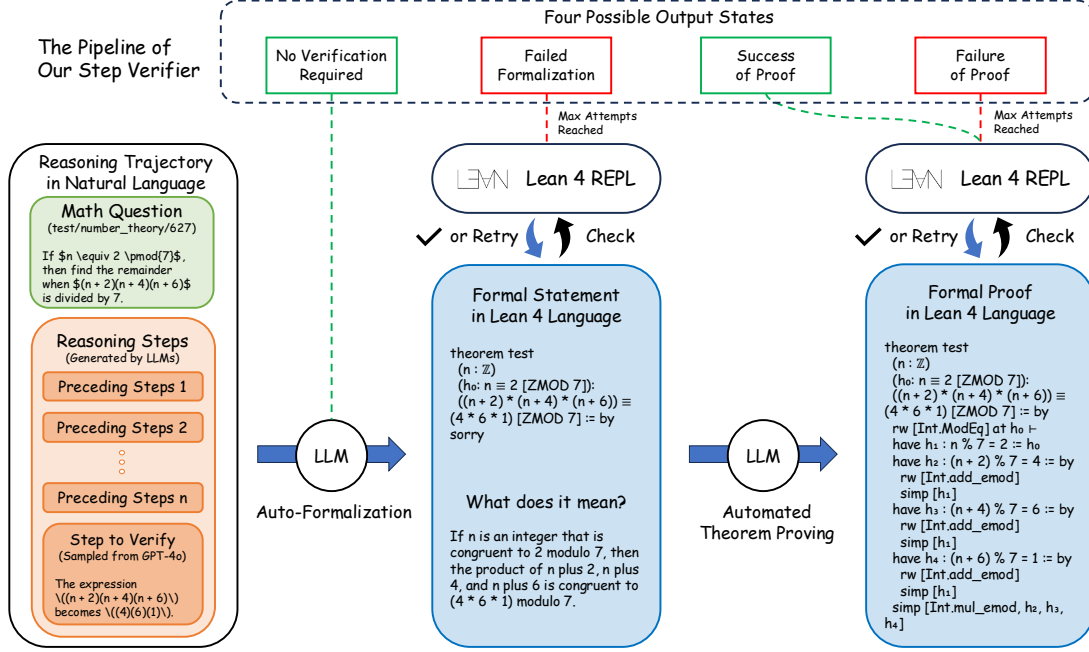 The Pipeline of
Our Step Verifier
Four Possible Output States
No Verification
Required
Failed
Formalization
Success
of Proof
Failure
of Proof
Max Attempts
Reached
Max Attempts
Reached
Reasoning Trajectory
in Natural Language
Math Question
(test/number_theory/627)
If $n \equiv 2 \pmod{7}$,
then find the remainder
when $(n + 2)(n + 4)(n + 6)$
is divided by 7.
Reasoning Steps
(Generated by LLMs)
Preceding Steps 1
Preceding Steps 2
Preceding Steps n
Step to Verify
(Sampled from GPT-4o)
The expression
\((n + 2)(n + 4)(n + 6)\)
becomes \((4)(6)(1)\).
LLM
Auto-Formalization
LEAN Lean 4 REPL
✓ or Retry
Check
Formal Statement
in Lean 4 Language
theorem test
(n : ℤ)
(h₀: n ≡ 2 [ZMOD 7]):
((n + 2) * (n + 4) * (n + 6)) ≡
(4 * 6 * 1) [ZMOD 7] := by
sorry
What does it mean?
If n is an integer that is
congruent to 2 modulo 7, then
the product of n plus 2, n plus
4, and n plus 6 is congruent to
(4 * 6 * 1) modulo 7.
LLM
Automated
Theorem Proving
LEAN Lean 4 REPL
✓ or Retry
Check
Formal Proof
in Lean 4 Language
theorem test
(n : ℤ)
(h₀: n ≡ 2 [ZMOD 7]):
((n + 2) * (n + 4) * (n + 6)) ≡
(4 * 6 * 1) [ZMOD 7] := by
rw [Int.ModEq] at h₀ ⊢
have h₁ : n % 7 = 2 := h₀
have h₂ : (n + 2) % 7 = 4 := by
rw [Int.add_emod]
simp [h₁]
have h₃ : (n + 4) % 7 = 6 := by
rw [Int.add_emod]
simp [h₁]
have h₄ : (n + 6) % 7 = 1 := by
rw [Int.add_emod]
simp [h₁]
simp [Int.mul_emod, h₂, h₃,
h₄]